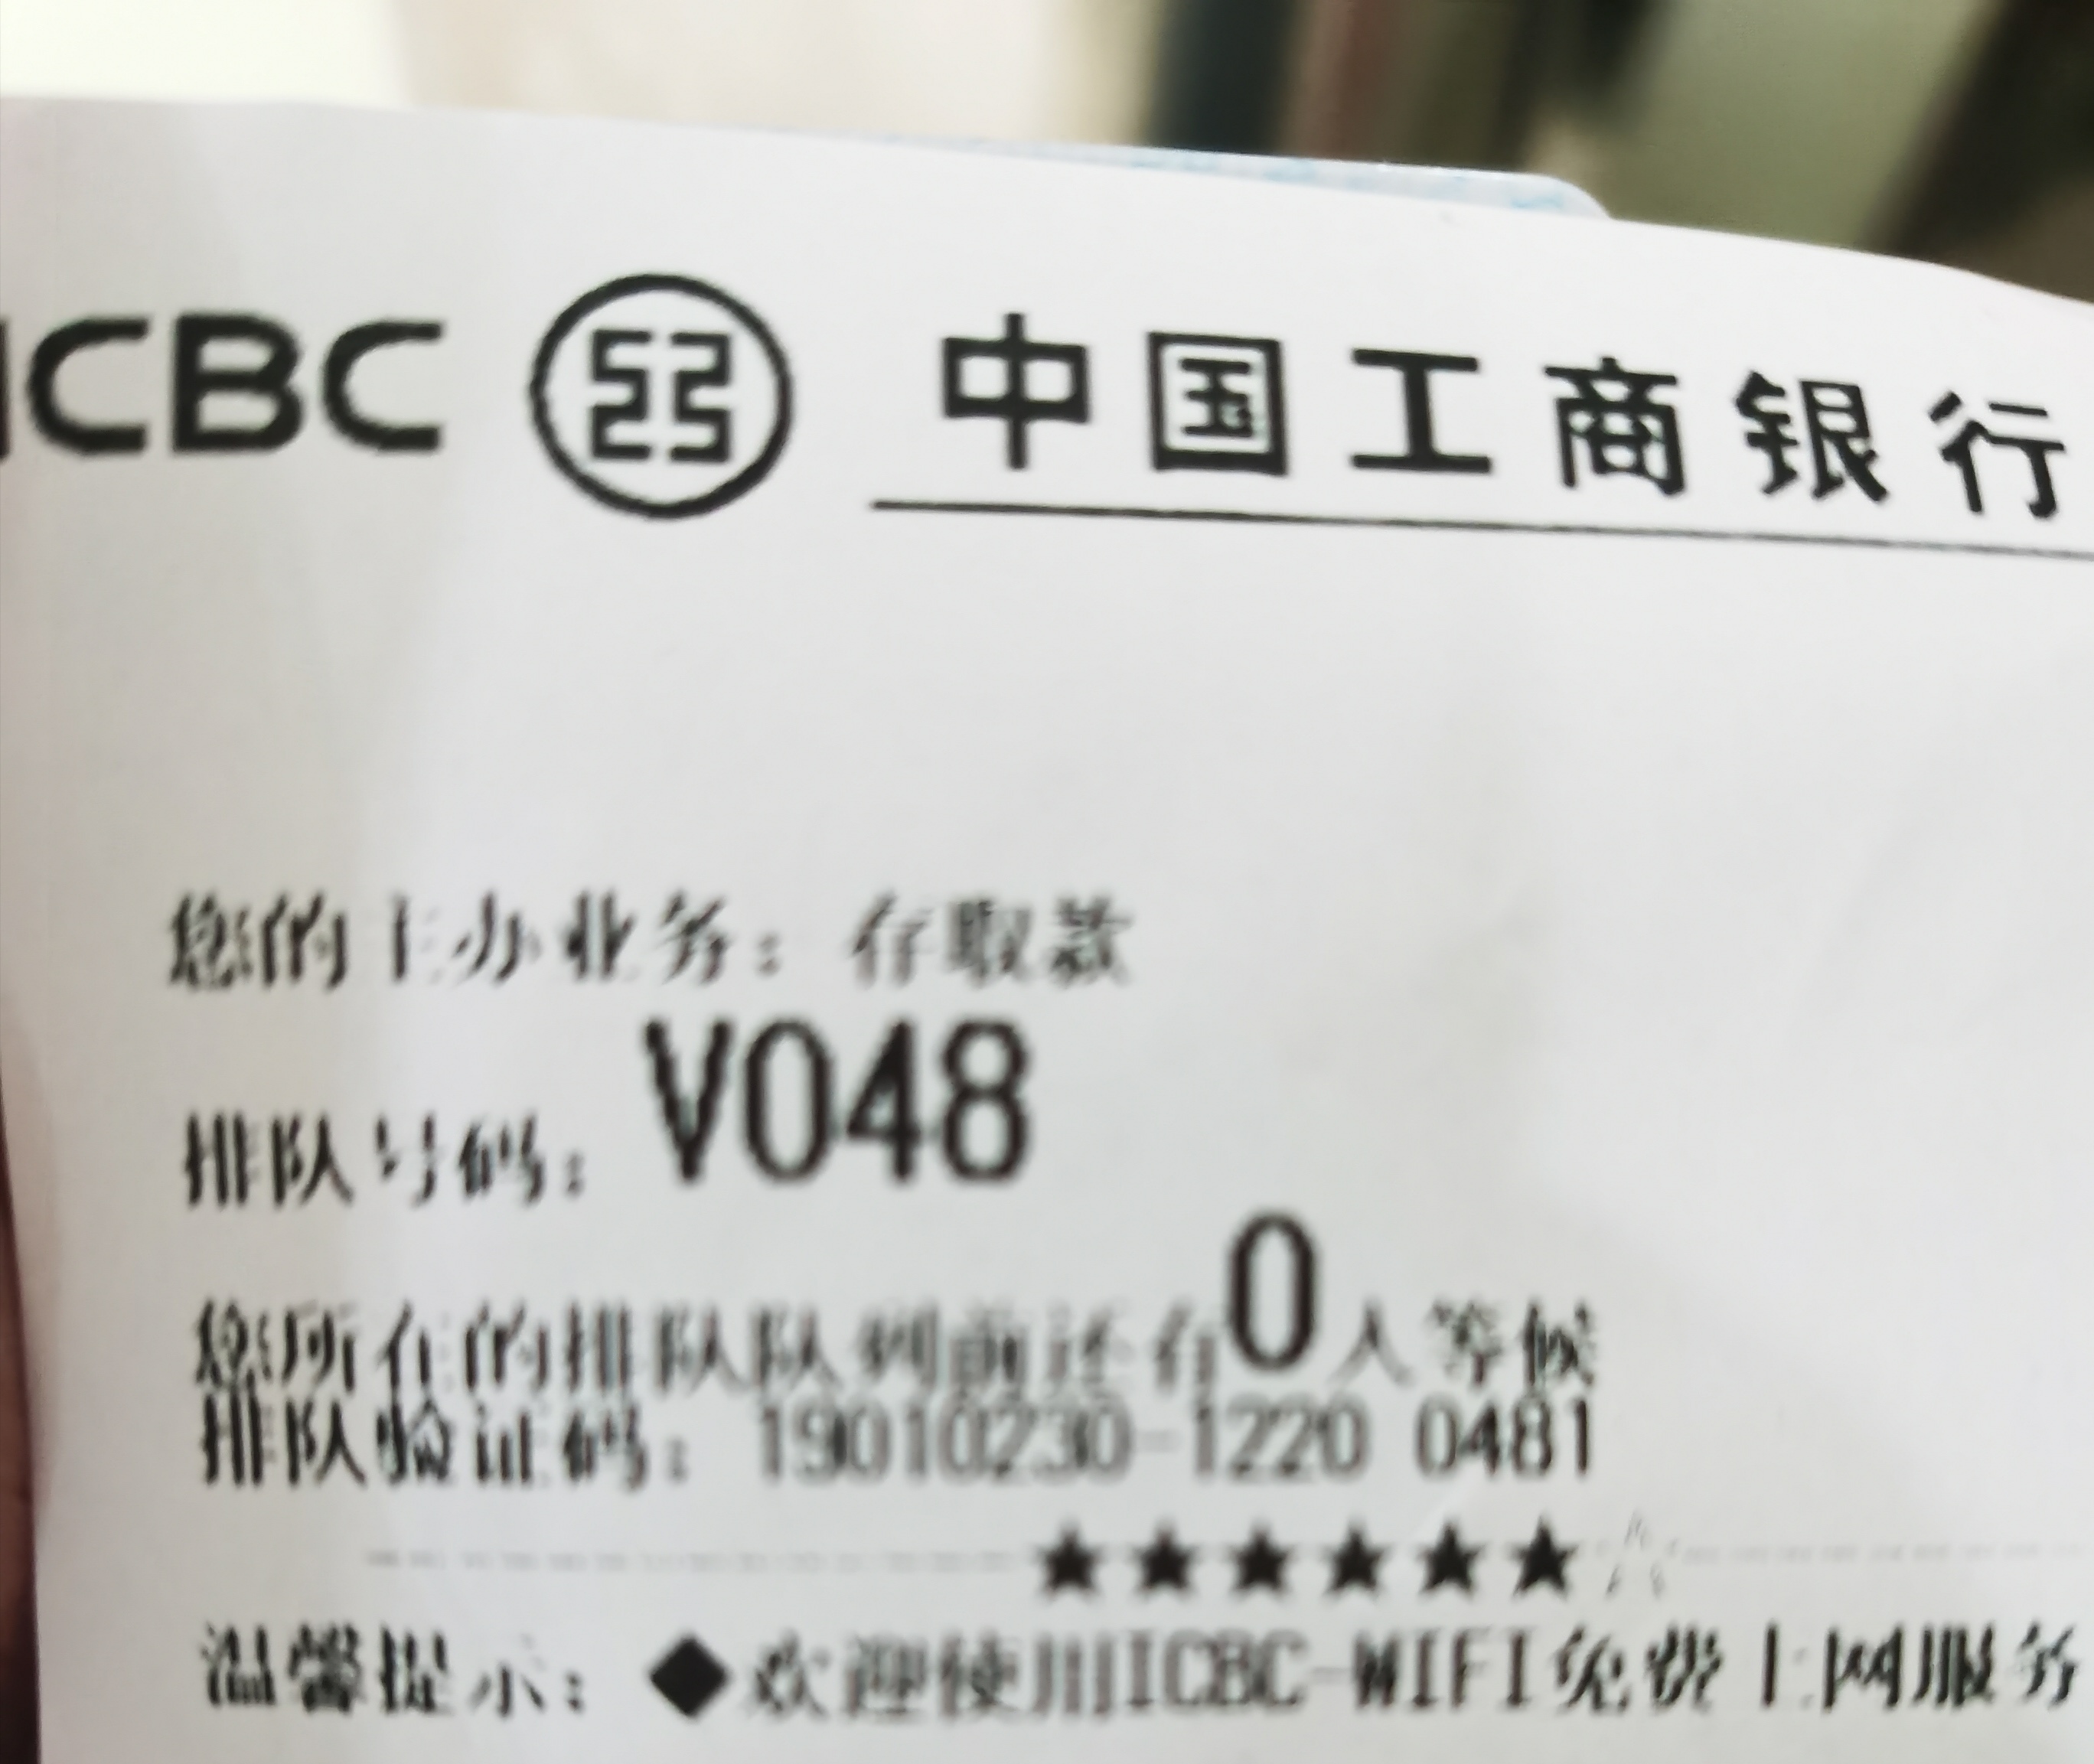 ICBC 中国工商银行
您的主办业务：存取款
排队号码：V048
您所在的排队队列前还有0人等候
排队验证码：19010230-1220 0481
★★★★★★
温馨提示：◆欢迎使用ICBC-WIFI免费上网服务